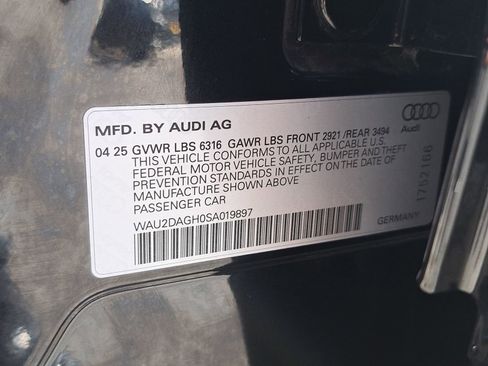 MFD. BY AUDI AG
04 25 GVWR LBS 6316 GAWR LBS FRONT 2921 /REAR 3494
THIS VEHICLE CONFORMS TO ALL APPLICABLE U.S.
FEDERAL MOTOR VEHICLE SAFETY, BUMPER AND THEFT
PREVENTION STANDARDS IN EFFECT ON THE DATE OF
MANUFACTURE SHOWN ABOVE
PASSENGER CAR
WAU2DAGH0SA019897
Audi
1752166
GERMANY